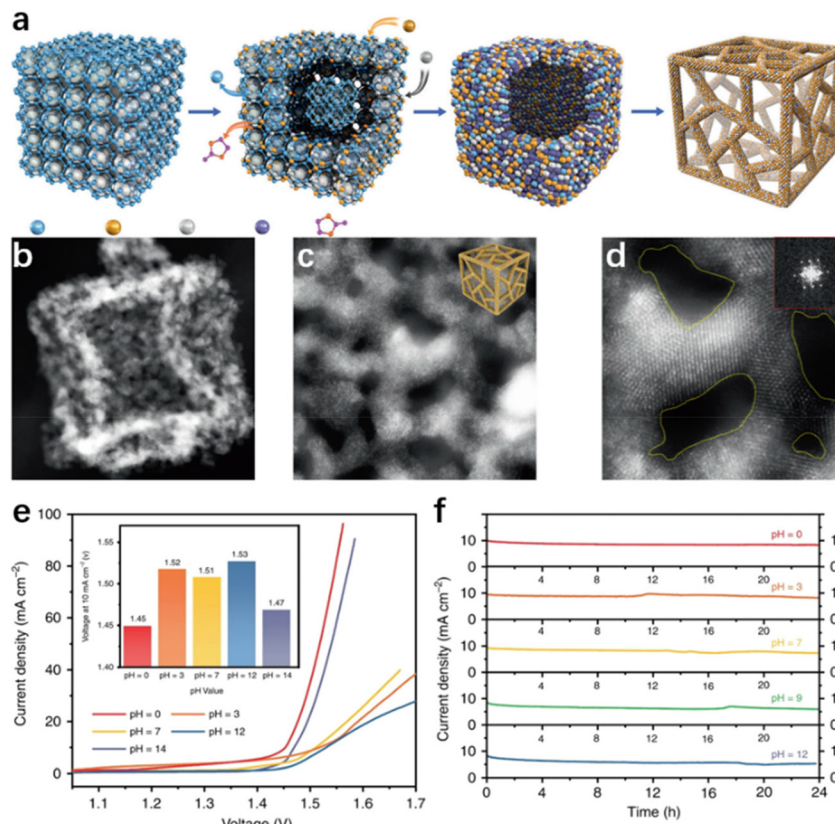 a
b
c
d
e
100
80
60
40
20
0
Current density (mA cm⁻²)
1.1
1.2
1.3
1.4
1.5
1.6
1.7
Voltage (V)
1.55
1.50
1.45
1.40
Voltage at 10 mA cm⁻² (v)
1.45
1.52
1.51
1.53
1.47
pH = 0
pH = 3
pH = 7
pH = 12
pH = 14
pH Value
pH = 0
pH = 3
pH = 7
pH = 12
pH = 14
f
Current density (mA cm⁻²)
10
0
pH = 0
4
8
12
16
20
10
0
pH = 3
4
8
12
16
20
10
0
pH = 7
4
8
12
16
20
10
0
pH = 9
4
8
12
16
20
10
0
pH = 12
0
4
8
12
16
20
24
Time (h)